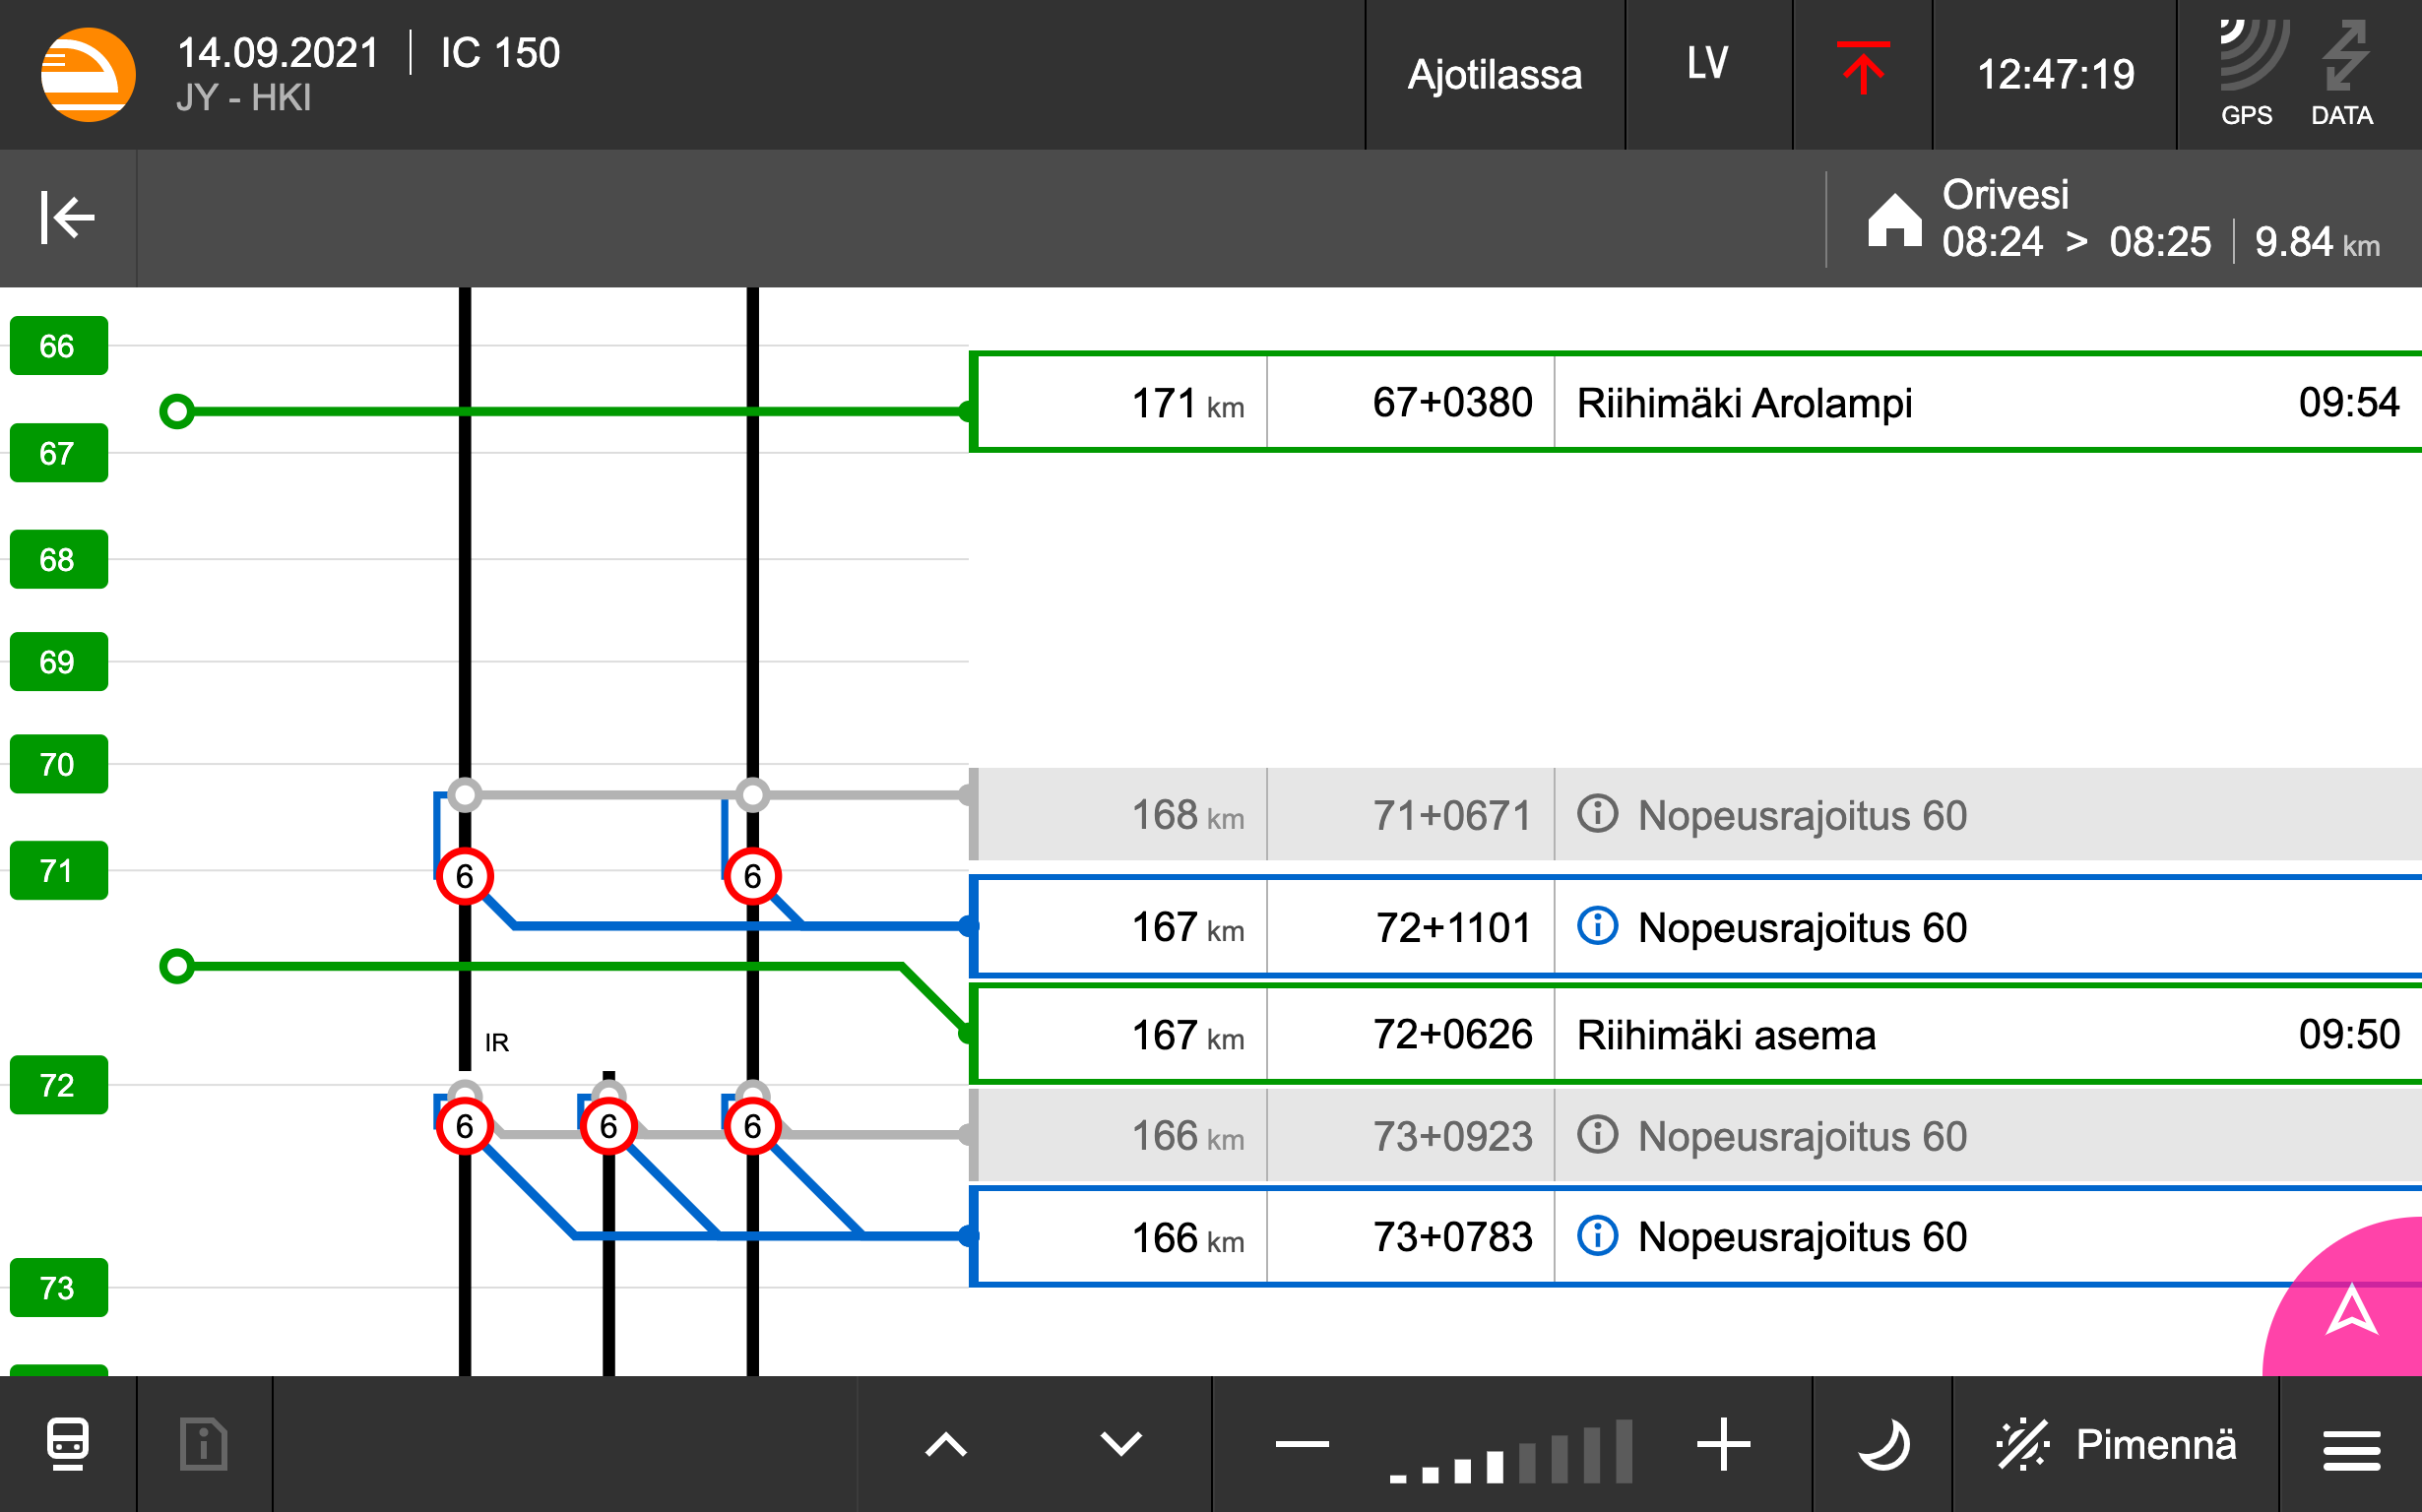 14.09.2021 IC 150
JY - HKI
Ajotilassa
LV
12:47:19
GPS
DATA
Orivesi
08:24 > 08:25 9.84 km
66
171 km 67+0380 Riihimäki Arolampi 09:54
67
68
69
70
168 km 71+0671 Nopeusrajoitus 60
71
6 6
167 km 72+1101 Nopeusrajoitus 60
167 km 72+0626 Riihimäki asema 09:50
IR
72
6 6 6
166 km 73+0923 Nopeusrajoitus 60
166 km 73+0783 Nopeusrajoitus 60
73
Pimennä